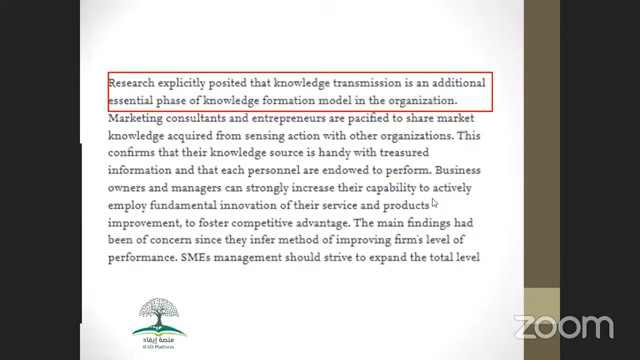 Research explicitly posited that knowledge transmission is an additional
essential phase of knowledge formation model in the organization.
Marketing consultants and entrepreneurs are pacified to share market
knowledge acquired from sensing action with other organizations. This
confirms that their knowledge source is handy with treasured
information and that each personnel are endowed to perform. Business
owners and managers can strongly increase their capability to actively
employ fundamental innovation of their service and products
improvement, to foster competitive advantage. The main findings had
been of concern since they infer method of improving firm's level of
performance. SMEs management should strive to expand the total level
منصة إيفاد
IFAD Platform
zoom